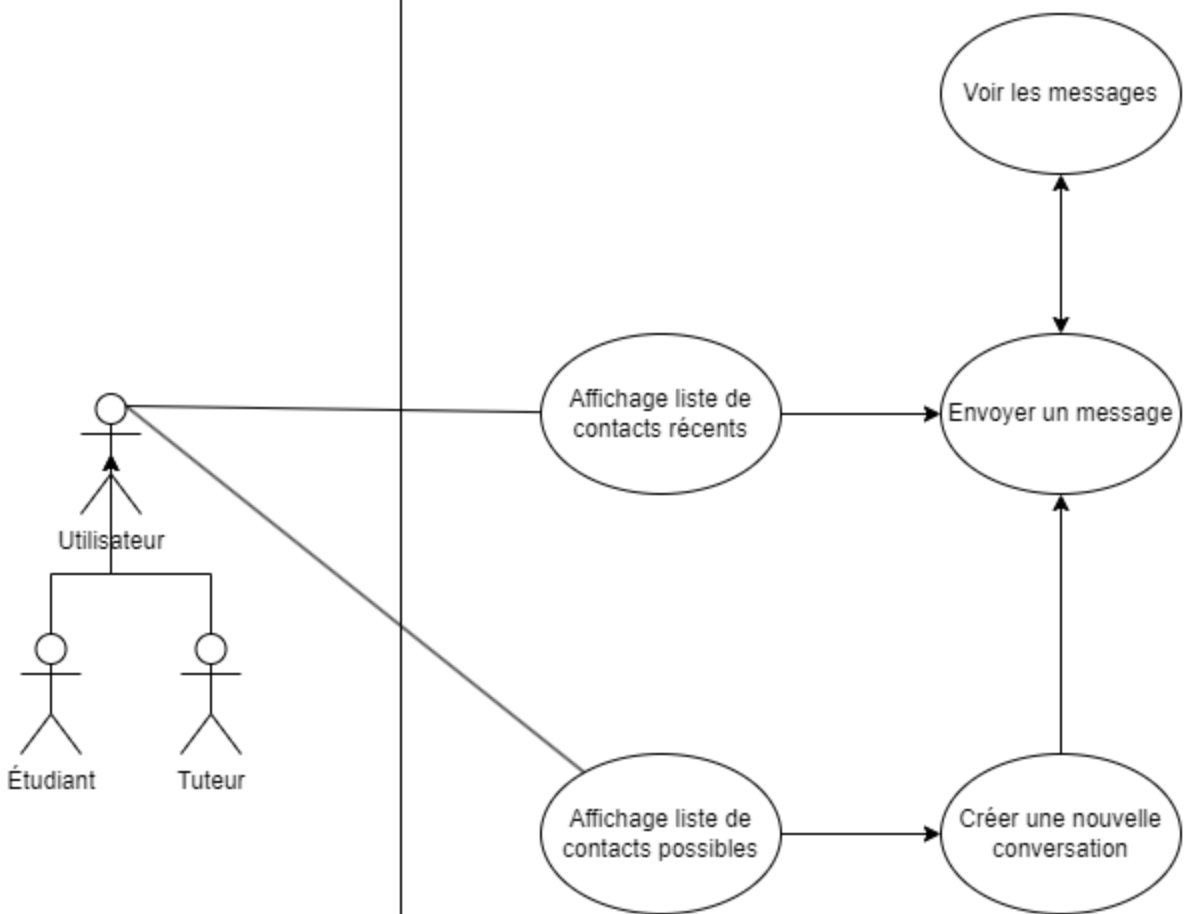 Voir les messages
Affichage liste de
contacts récents
Envoyer un message
Utilisateur
Étudiant
Tuteur
Affichage liste de
contacts possibles
Créer une nouvelle
conversation